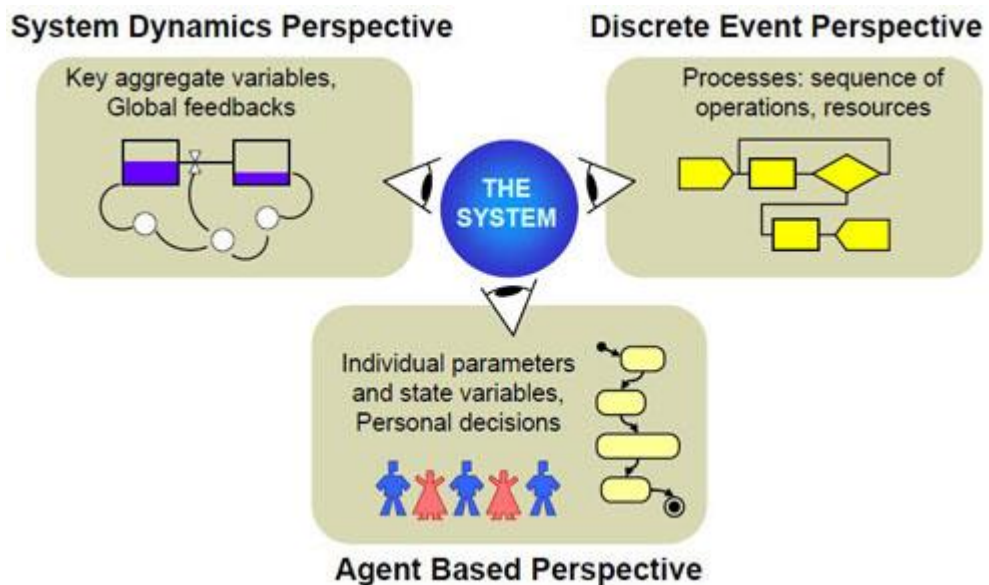 System Dynamics Perspective
Key aggregate variables,
Global feedbacks
Discrete Event Perspective
Processes: sequence of
operations, resources
THE
SYSTEM
Individual parameters
and state variables,
Personal decisions
Agent Based Perspective